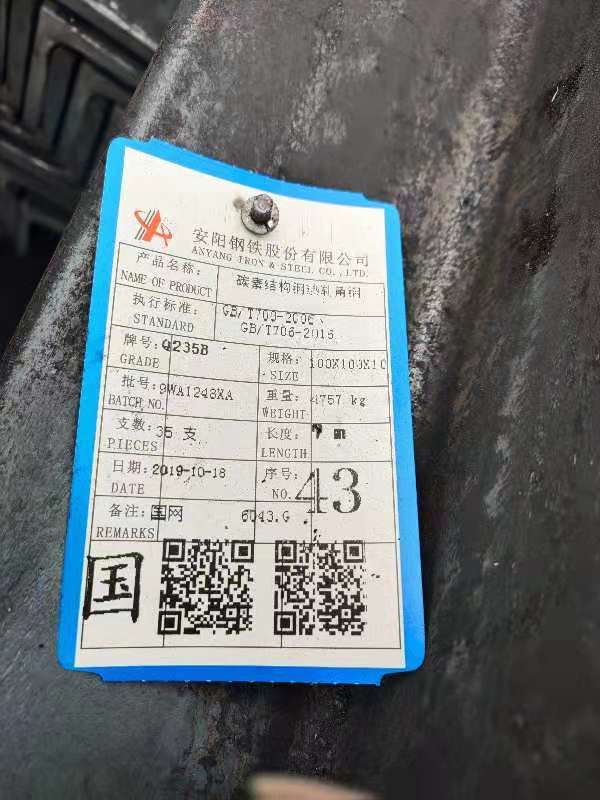 安阳钢铁股份有限公司
ANYANG IRON & STEEL CO.,LTD.
产品名称: 碳素结构钢热轧角钢
NAME OF PRODUCT
执行标准: GB/T700-2006、
STANDARD GB/T706-2016
牌号: Q235B 规格: 100X100X10
GRADE SIZE
批号: 9WA1248XA 重量: 4757 kg
BATCH NO. WEIGHT
支数: 35 支 长度: m
PIECES LENGTH
日期: 2019-10-18 序号: 43
DATE NO.
备注: 国网 6043.G
REMARKS
国